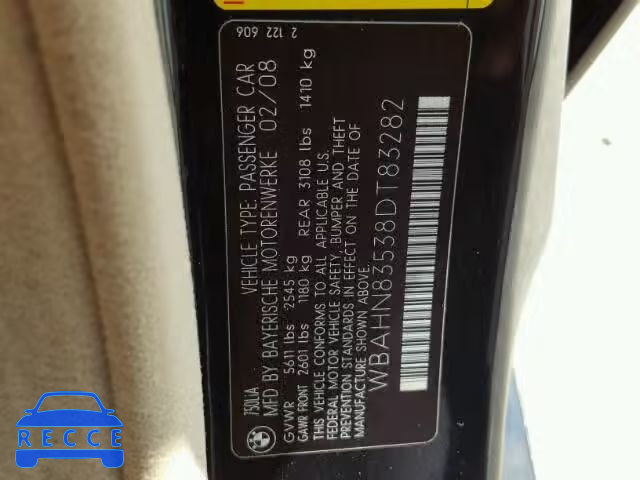 2 122 606
750LIA
VEHICLE TYPE: PASSENGER CAR
MFD BY BAYERISCHE MOTORENWERKE 02/08
GVWR 5611 lbs 2545 kg
GAWR FRONT 2601 lbs 1180 kg REAR 3108 lbs 1410 kg
THIS VEHICLE CONFORMS TO ALL APPLICABLE U.S.
FEDERAL MOTOR VEHICLE SAFETY, BUMPER AND THEFT
PREVENTION STANDARDS IN EFFECT ON THE DATE OF
MANUFACTURE SHOWN ABOVE.
WBAHN83538DT83282
RECCE